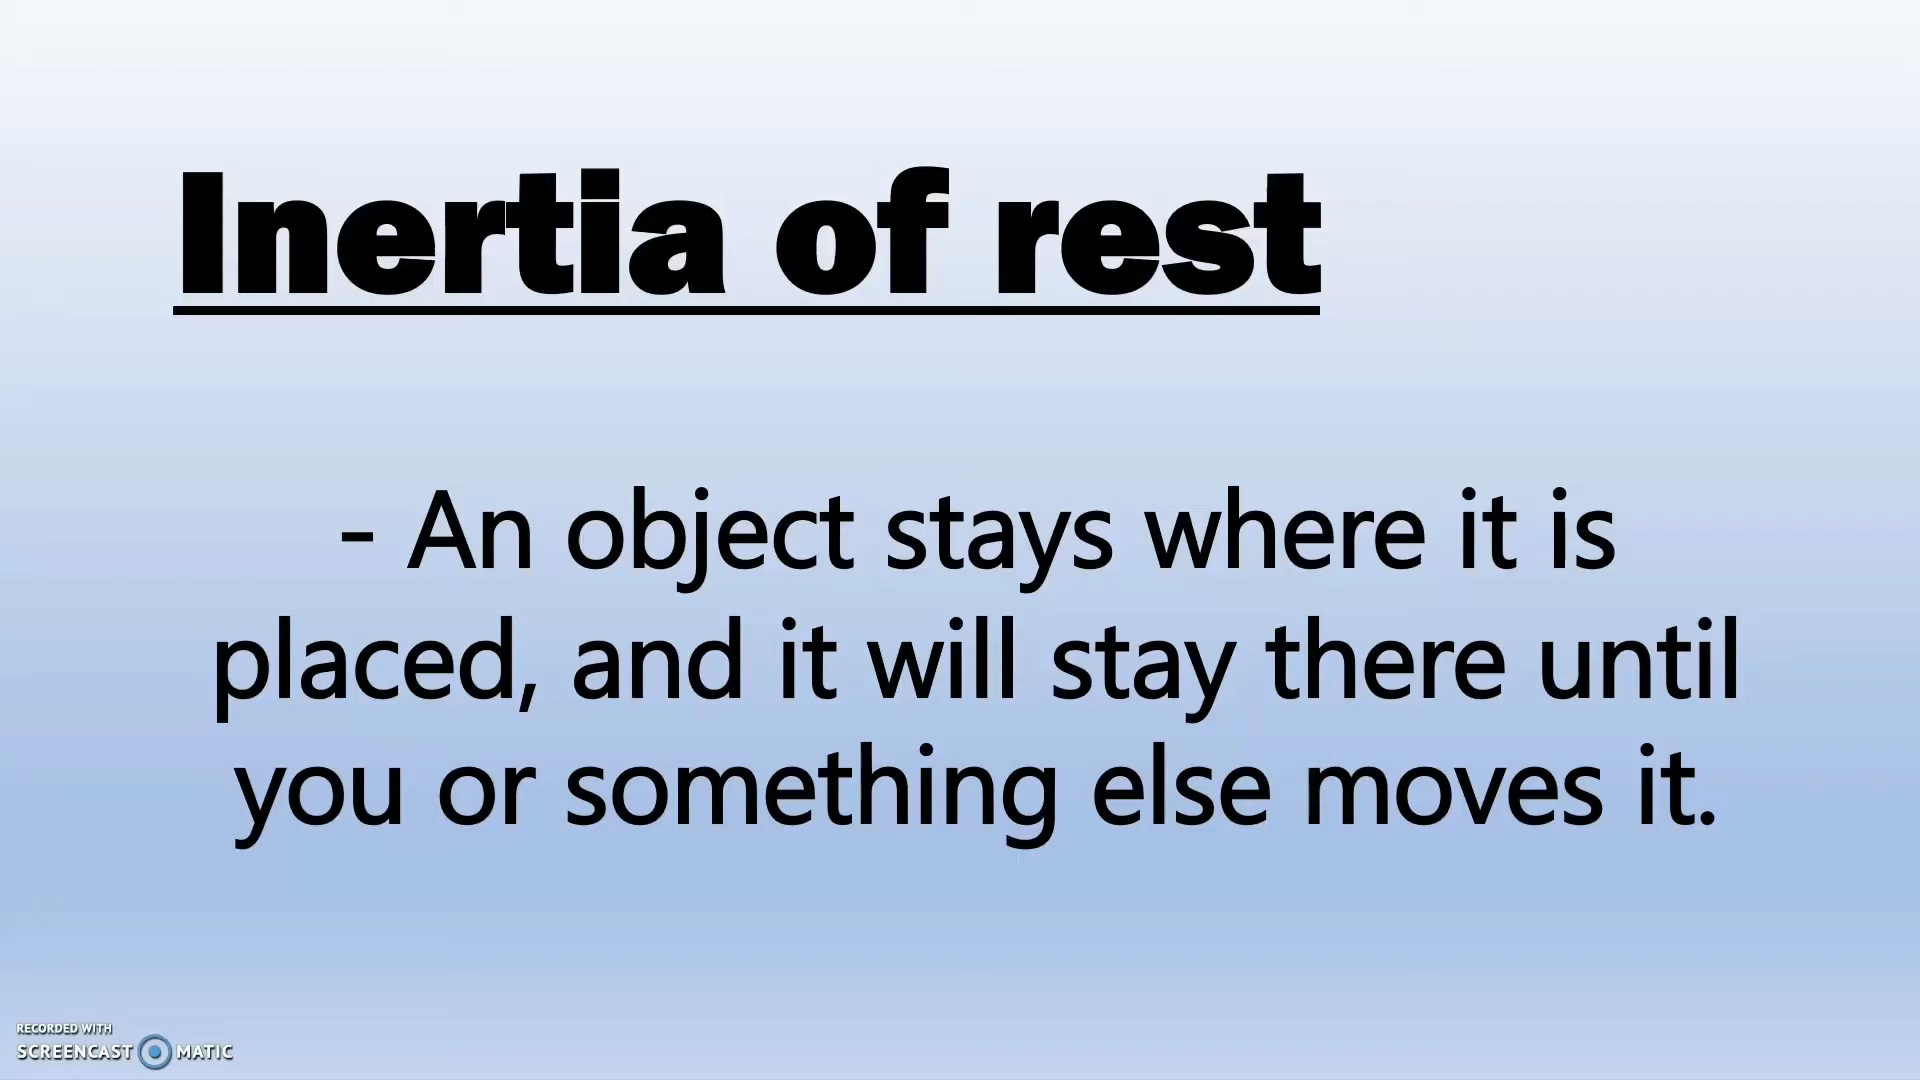 Inertia of rest
- An object stays where it is
placed, and it will stay there until
you or something else moves it.
RECORDED WITH
SCREENCAST MATIC